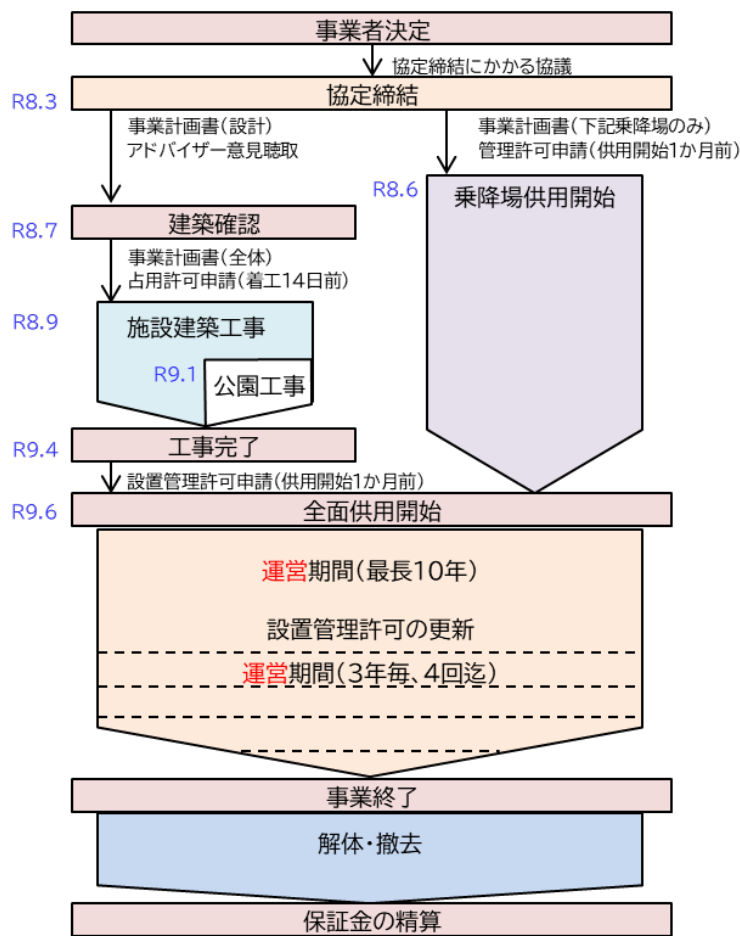 事業者決定
協定締結にかかる協議
R8.3
協定締結
事業計画書(設計)
アドバイザー意見聴取
事業計画書(下記乗降場のみ)
管理許可申請(供用開始1か月前)
R8.6
乗降場供用開始
R8.7
建築確認
事業計画書(全体)
占用許可申請(着工14日前)
R8.9
施設建築工事
R9.1
公園工事
R9.4
工事完了
設置管理許可申請(供用開始1か月前)
R9.6
全面供用開始
運営期間(最長10年)
設置管理許可の更新
運営期間(3年毎、4回迄)
事業終了
解体・撤去
保証金の精算